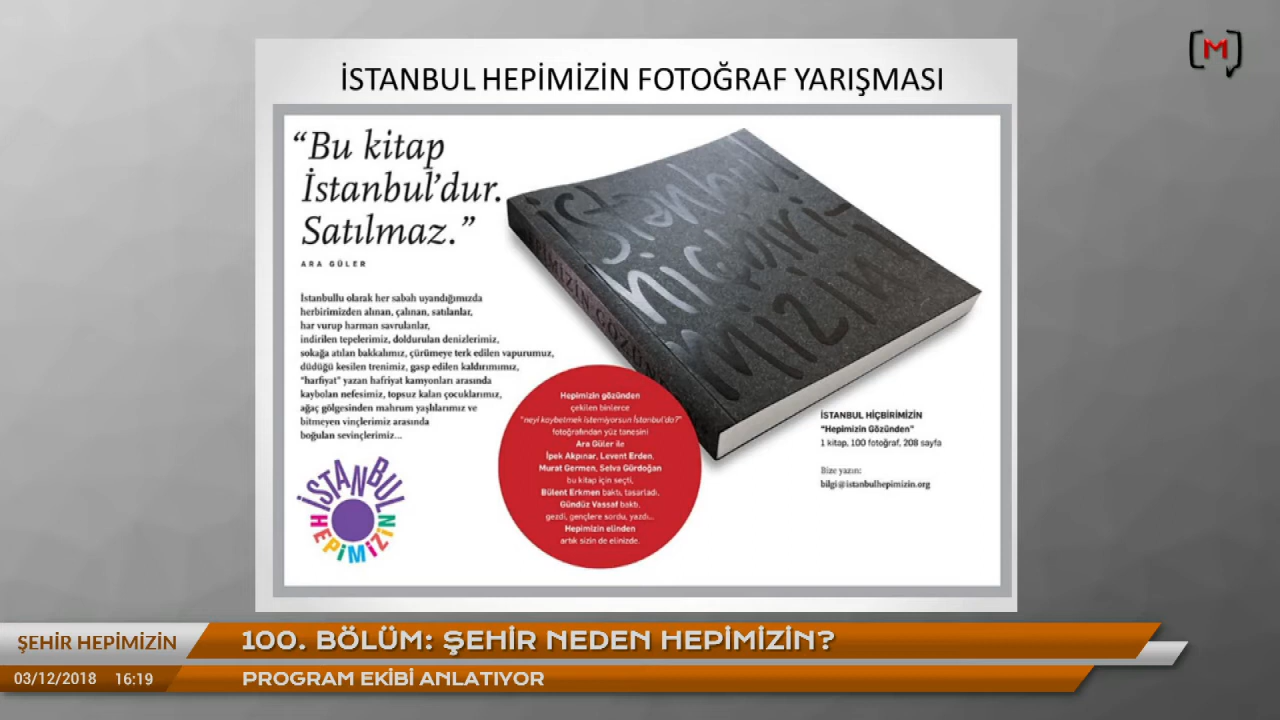 İSTANBUL HEPİMİZİN FOTOĞRAF YARIŞMASI
“Bu kitap
İstanbul’dur.
Satılmaz.”
ARA GÜLER
İstanbullu olarak her sabah uyandığımızda
herbirimizden alınan, çalınan, satılanlar,
har vurup harman savrulanlar,
indirilen tepelerimiz, doldurulan denizlerimiz,
sokağa atılan bakkalımız, çürümeye terk edilen vapurumuz,
düdüğü kesilen trenimiz, gasp edilen kaldırımımız,
“harfiyat” yazan hafriyat kamyonları arasında
kaybolan nefesimiz, topsuz kalan çocuklarımız,
ağaç gölgesinden mahrum yaşlılarımız ve
bitmeyen vinçlerimiz arasında
boğulan sevinçlerimiz...
İSTANBUL
HEPİMİZİN
İstanbul
hiçbiri-
mizin!
Hepimizin gözünden
çekilen binlerce
"neyi kaybetmek istemiyorsun İstanbul'da?"
fotoğrafından yüz tanesini
Ara Güler ile
İpek Akpınar, Levent Erden,
Murat Germen, Selva Gürdoğan
bu kitap için seçti,
Bülent Erkmen baktı, tasarladı,
Gündüz Vassaf baktı,
gezdi, gençlere sordu, yazdı...
Hepimizin elinden
artık sizin de elinizde.
İSTANBUL HİÇBİRİMİZİN
“Hepimizin Gözünden”
1 kitap, 100 fotoğraf, 208 sayfa
Bize yazın:
bilgi@istanbulhepimizin.org
[M]
ŞEHİR HEPİMİZİN
100. BÖLÜM: ŞEHİR NEDEN HEPİMİZİN?
03/12/2018 16:19
PROGRAM EKİBİ ANLATIYOR